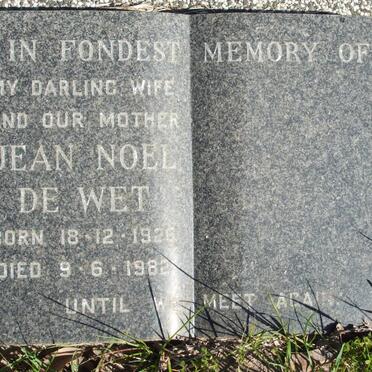 IN FONDEST MEMORY OF
MY DARLING WIFE
AND OUR MOTHER
JEAN NOEL
DE WET
BORN 18·12·1926
DIED 9·6·1982
UNTIL WE MEET AGAIN